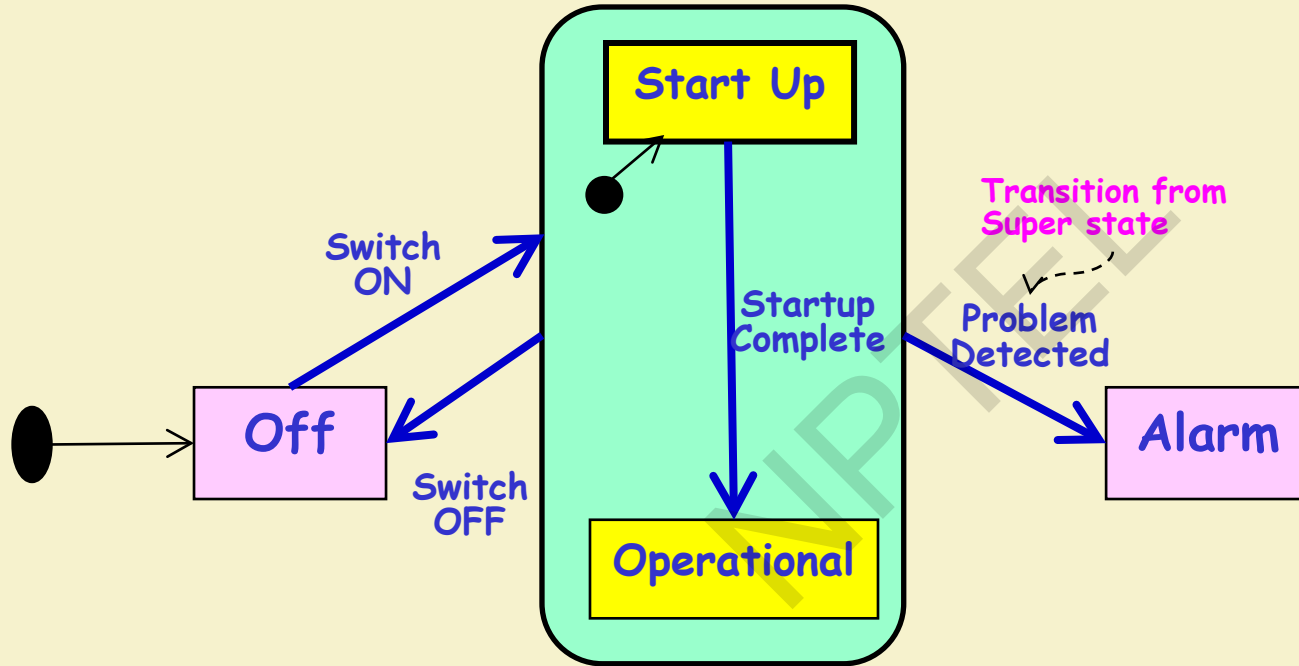 Start Up
Transition from
Super state
Switch
ON
Startup
Complete
Problem
Detected
Off
Alarm
Switch
OFF
Operational
NPTEL